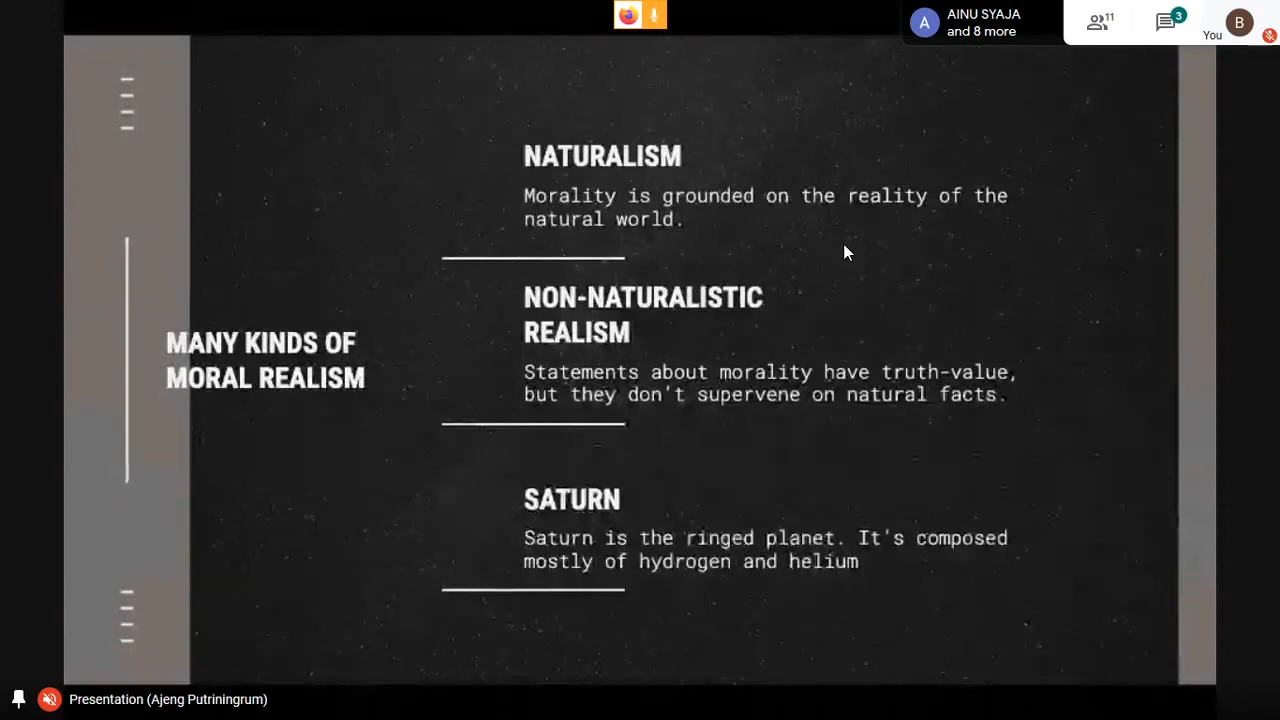 AINU SYAJA
and 8 more
11
3
You
B
A
NATURALISM
Morality is grounded on the reality of the
natural world.
NON-NATURALISTIC
REALISM
Statements about morality have truth-value,
but they don't supervene on natural facts.
MANY KINDS OF
MORAL REALISM
SATURN
Saturn is the ringed planet. It's composed
mostly of hydrogen and helium
Presentation (Ajeng Putriningrum)